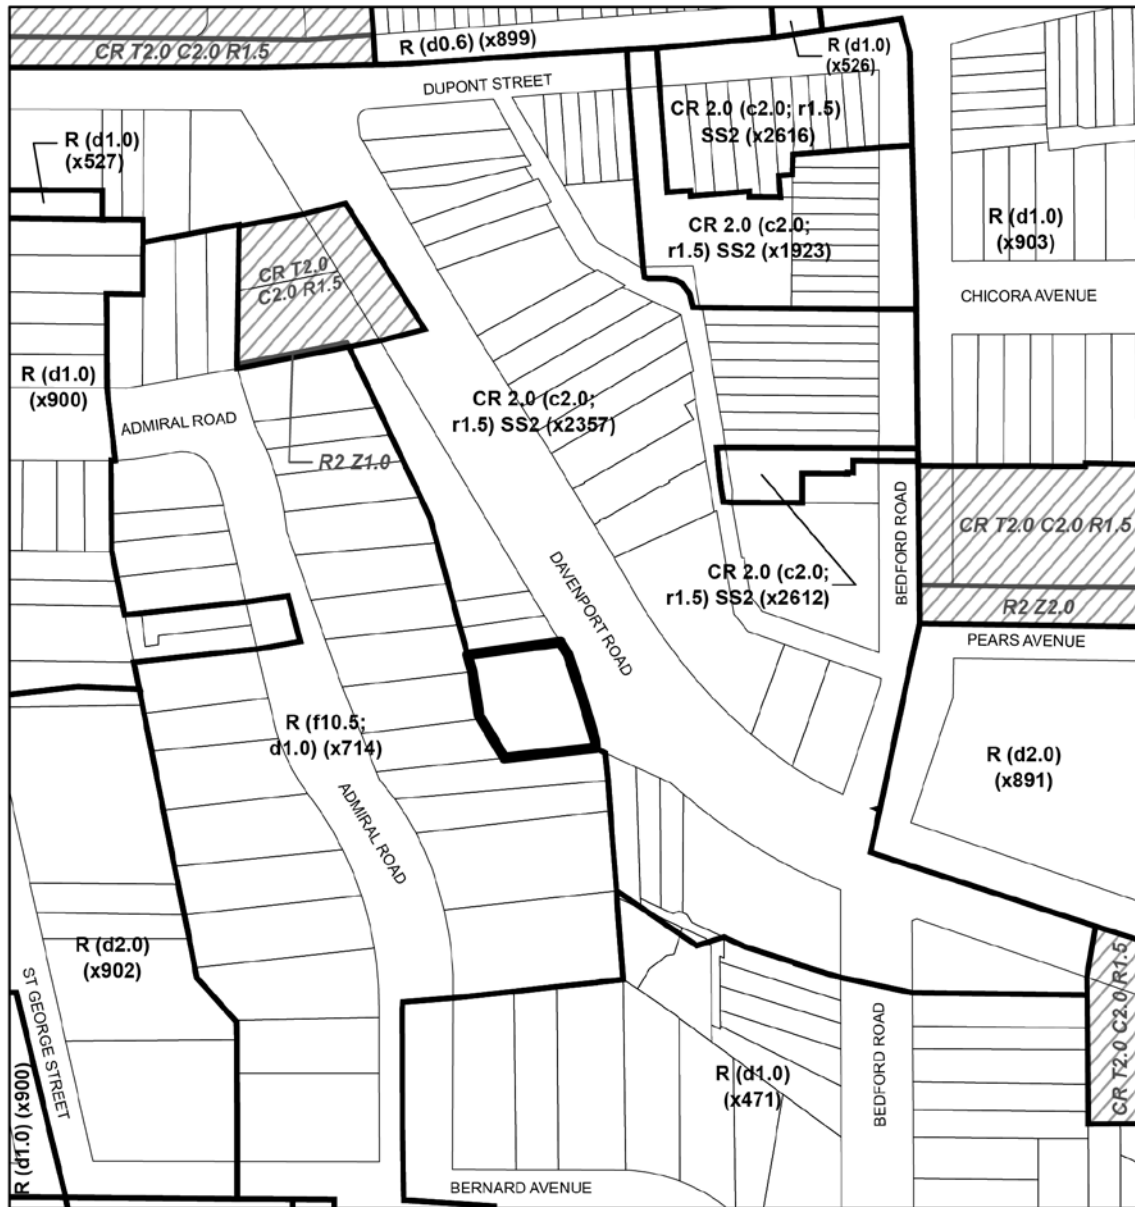 CR T2.0 C2.0 R1.5
R (d0.6) (x899)
R (d1.0)
(x526)
DUPONT STREET
CR 2.0 (c2.0; r1.5)
SS2 (x2616)
R (d1.0)
(x527)
CR 2.0 (c2.0;
r1.5) SS2 (x1923)
R (d1.0)
(x903)
CR T2.0
C2.0 R1.5
CHICORA AVENUE
R (d1.0)
(x900)
CR 2.0 (c2.0;
r1.5) SS2 (x2357)
ADMIRAL ROAD
R2 Z1.0
BEDFORD ROAD
CR T2.0 C2.0 R1.5
DAVENPORT ROAD
CR 2.0 (c2.0;
r1.5) SS2 (x2612)
R2 Z2.0
PEARS AVENUE
R (f10.5;
d1.0) (x714)
R (d2.0)
(x891)
ADMIRAL ROAD
R (d2.0)
(x902)
ST GEORGE STREET
CR T2.0 C2.0 R1.5
BEDFORD ROAD
R (d1.0)
(x471)
R (d1.0) (x900)
BERNARD AVENUE